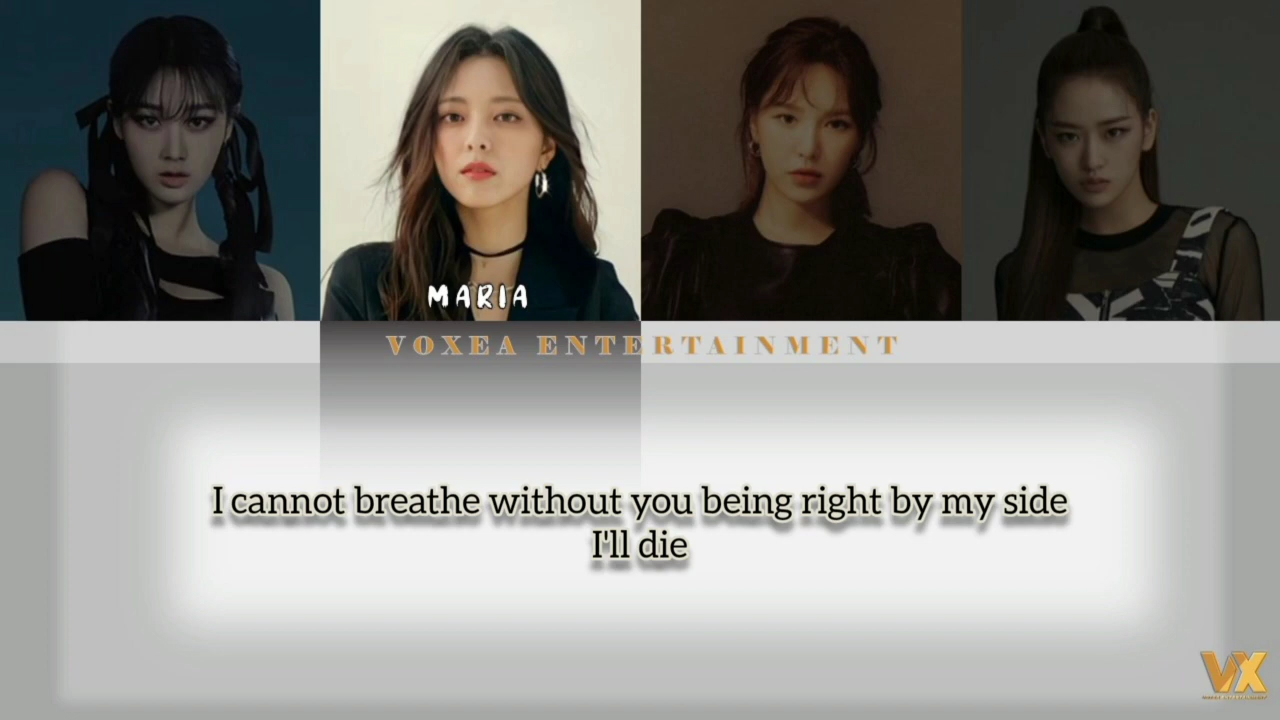 MARIA
VOXEA ENTERTAINMENT
I cannot breathe without you being right by my side
I'll die
VX